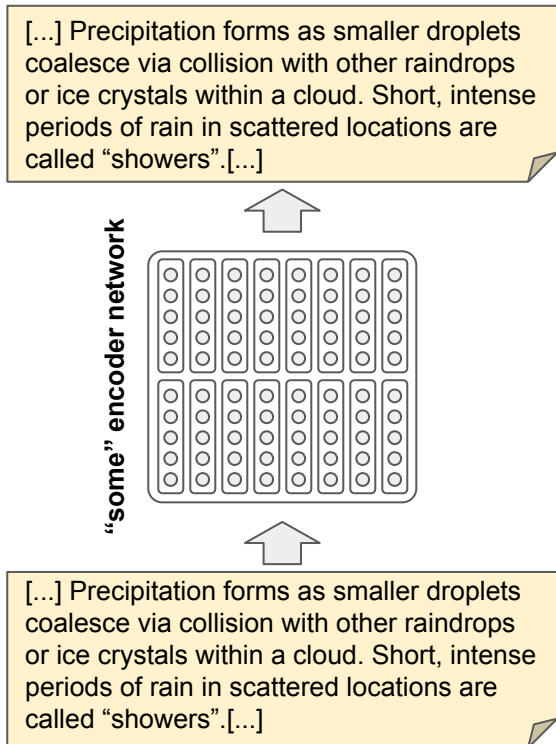 [...] Precipitation forms as smaller droplets
coalesce via collision with other raindrops
or ice crystals within a cloud. Short, intense
periods of rain in scattered locations are
called “showers”.[...]
“some” encoder network
[...] Precipitation forms as smaller droplets
coalesce via collision with other raindrops
or ice crystals within a cloud. Short, intense
periods of rain in scattered locations are
called “showers”.[...]